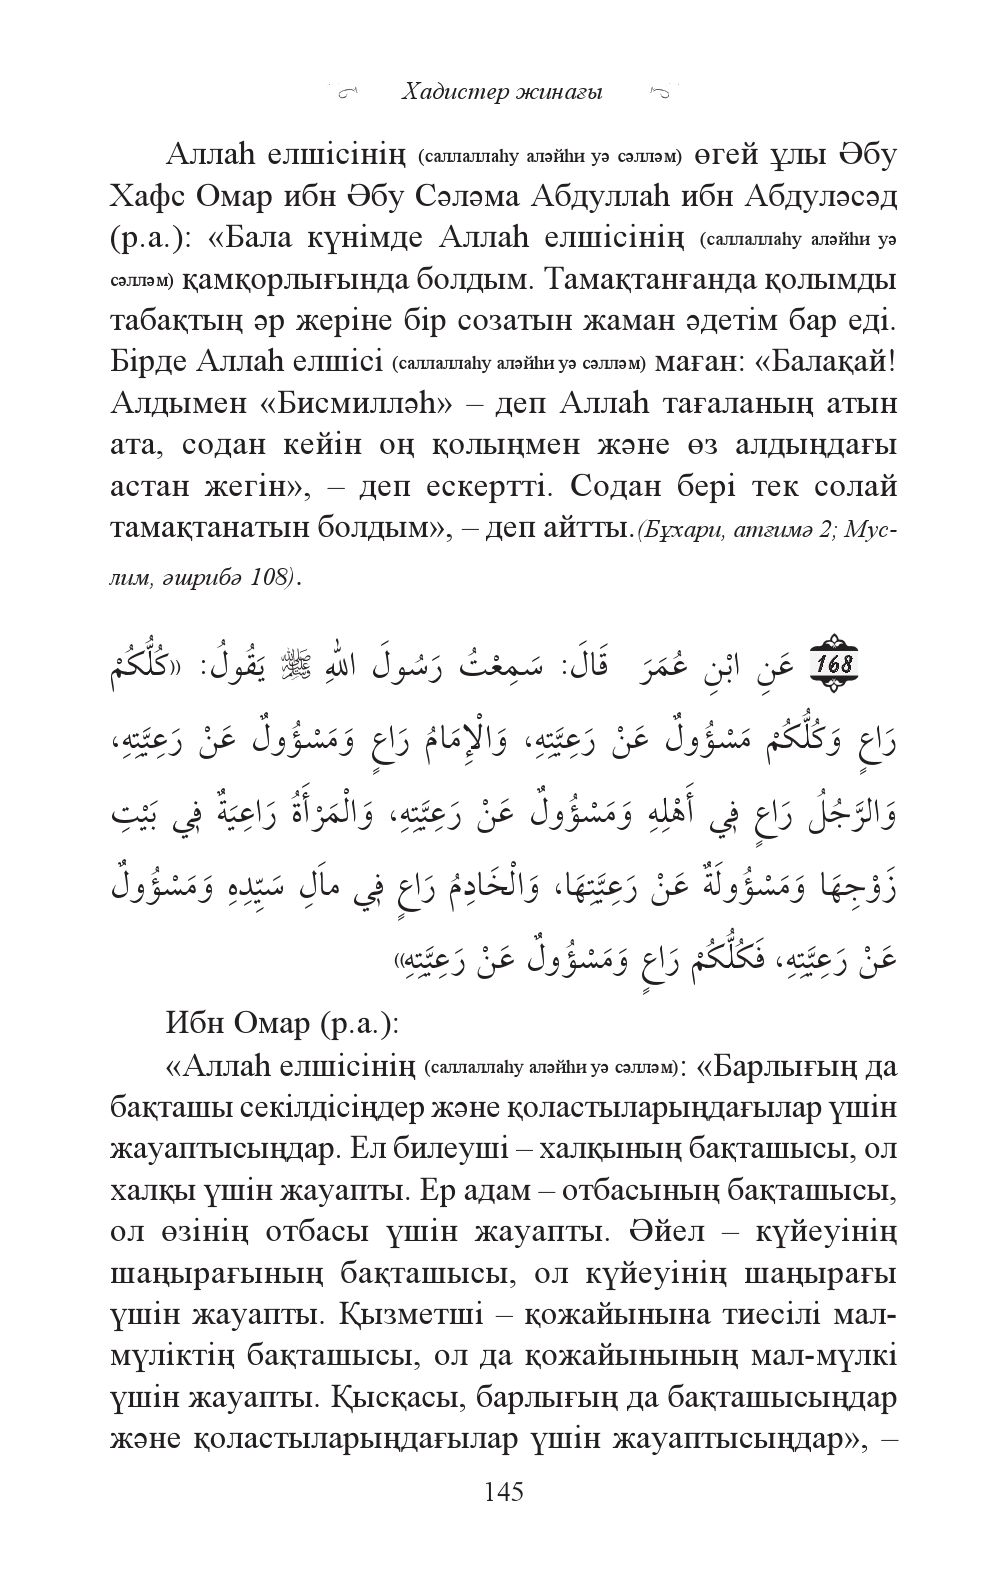 Хадистер жинағы
Аллаһ елшісінің (саллаллаһу аләйһи уә сәлләм) өгей ұлы Әбу
Хафс Омар ибн Әбу Сәләма Абдуллаһ ибн Абдуләсәд
(р.а.): «Бала күнімде Аллаһ елшісінің (саллаллаһу аләйһи уә
сәлләм) қамқорлығында болдым. Тамақтанғанда қолымды
табақтың әр жеріне бір созатын жаман әдетім бар еді.
Бірде Аллаһ елшісі (саллаллаһу аләйһи уә сәлләм) маған: «Балақай!
Алдымен «Бисмилләһ» – деп Аллаһ тағаланың атын
ата, содан кейін оң қолыңмен және өз алдыңдағы
астан жегін», – деп ескертті. Содан бері тек солай
тамақтанатын болдым», – деп айтты.(Бұхари, атғимә 2; Мус-
лим, әшрибә 108).
168 عَنِ ابْنِ عُمَرَ قَالَ: سَمِعْتُ رَسُولَ اللهِ ﷺ يَقُولُ: «كُلُّكُمْ
رَاعٍ وَكُلُّكُمْ مَسْؤُولٌ عَنْ رَعِيَّتِهِ، وَالْإِمَامُ رَاعٍ وَمَسْؤُولٌ عَنْ رَعِيَّتِهِ،
وَالرَّجُلُ رَاعٍ فِي أَهْلِهِ وَمَسْؤُولٌ عَنْ رَعِيَّتِهِ، وَالْمَرْأَةُ رَاعِيَةٌ فِي بَيْتِ
زَوْجِهَا وَمَسْؤُولَةٌ عَنْ رَعِيَّتِهَا، وَالْخَادِمُ رَاعٍ فِي مَالِ سَيِّدِهِ وَمَسْؤُولٌ
عَنْ رَعِيَّتِهِ، فَكُلُّكُمْ رَاعٍ وَمَسْؤُولٌ عَنْ رَعِيَّتِهِ»
Ибн Омар (р.а.):
«Аллаһ елшісінің (саллаллаһу аләйһи уә сәлләм): «Барлығың да
бақташы секілдісіңдер және қоластыларыңдағылар үшін
жауаптысыңдар. Ел билеуші – халқының бақташысы, ол
халқы үшін жауапты. Ер адам – отбасының бақташысы,
ол өзінің отбасы үшін жауапты. Әйел – күйеуінің
шаңырағының бақташысы, ол күйеуінің шаңырағы
үшін жауапты. Қызметші – қожайынына тиесілі мал-
мүліктің бақташысы, ол да қожайынының мал-мүлкі
үшін жауапты. Қысқасы, барлығың да бақташысыңдар
және қоластыларыңдағылар үшін жауаптысыңдар», –
145